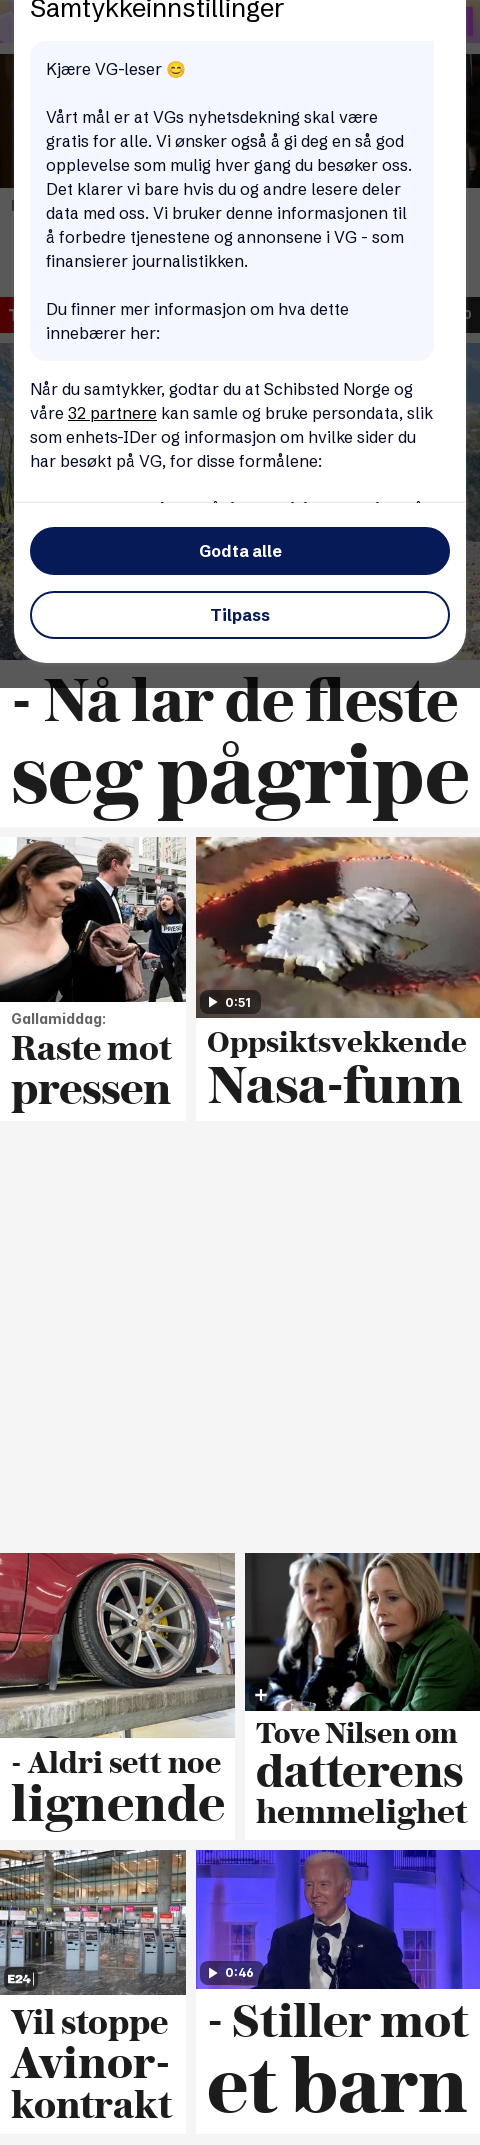 Samtykkeinnstillinger
Kjære VG-leser 😊
Vårt mål er at VGs nyhetsdekning skal være
gratis for alle. Vi ønsker også å gi deg en så god
opplevelse som mulig hver gang du besøker oss.
Det klarer vi bare hvis du og andre lesere deler
data med oss. Vi bruker denne informasjonen til
å forbedre tjenestene og annonsene i VG - som
finansierer journalistikken.
Du finner mer informasjon om hva dette
innebærer her:
Når du samtykker, godtar du at Schibsted Norge og
våre 32 partnere kan samle og bruke persondata, slik
som enhets-IDer og informasjon om hvilke sider du
har besøkt på VG, for disse formålene:
Godta alle
Tilpass
- Nå lar de fleste
seg pågripe
PRESS
0:51
Gallamiddag:
Raste mot
pressen
Oppsiktsvekkende
Nasa-funn
- Aldri sett noe
lignende
Tove Nilsen om
datterens
hemmelighet
E24
0:46
Vil stoppe
Avinor-
kontrakt
- Stiller mot
et barn